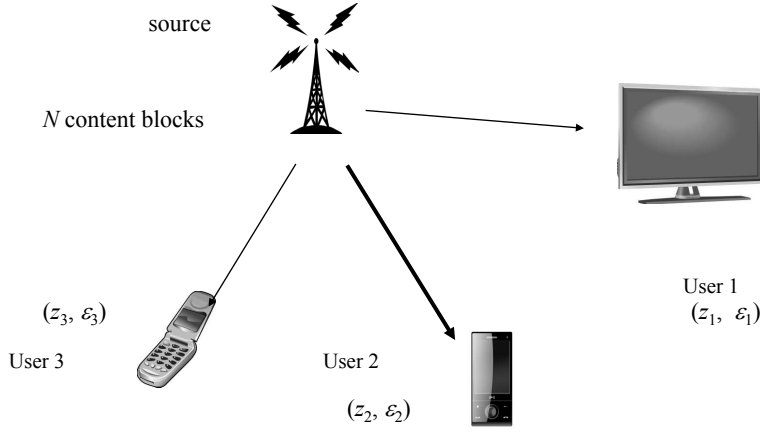 source
N content blocks
User 1
(z₁, ε₁)
(z₃, ε₃)
User 3
User 2
(z₂, ε₂)